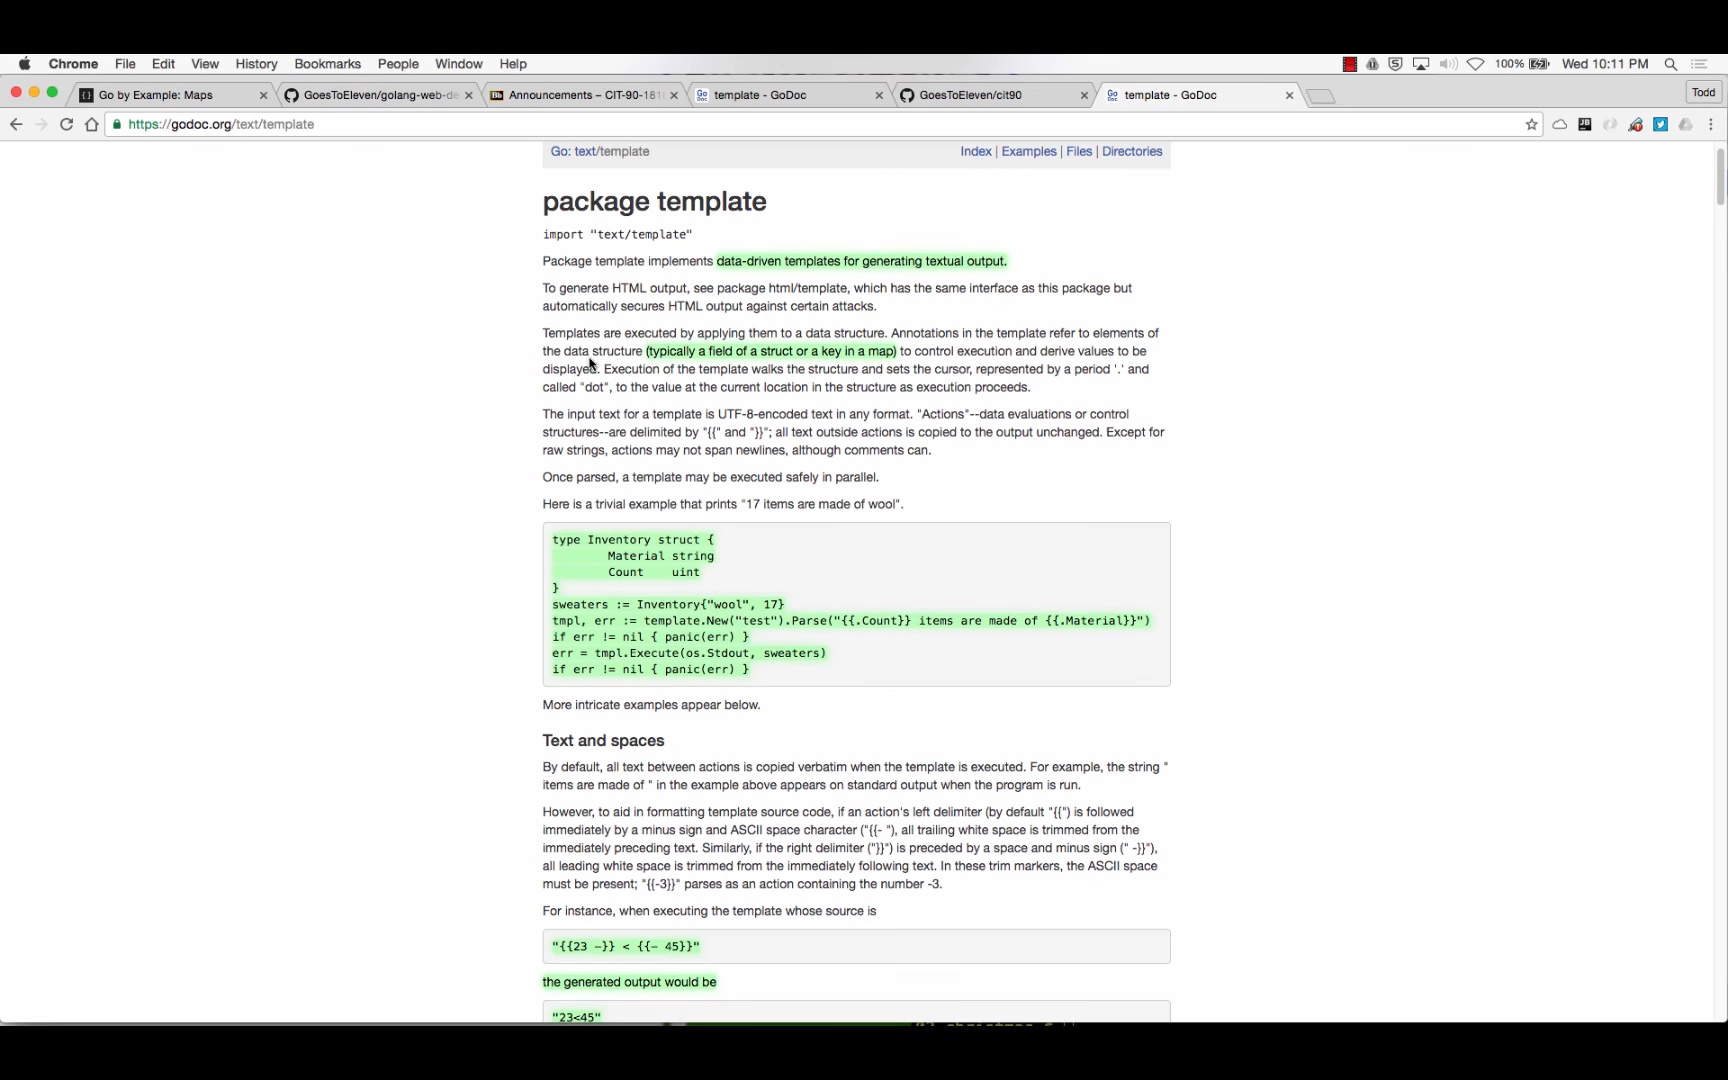 Chrome File Edit View History Bookmarks People Window Help 100% Wed 10:11 PM
Go by Example: Maps GoesToEleven/golang-web-de Announcements – CIT-90-181 template - GoDoc GoesToEleven/cit90 template - GoDoc Todd
https://godoc.org/text/template
Go: text/template Index | Examples | Files | Directories
package template
import "text/template"
Package template implements data-driven templates for generating textual output.
To generate HTML output, see package html/template, which has the same interface as this package but
automatically secures HTML output against certain attacks.
Templates are executed by applying them to a data structure. Annotations in the template refer to elements of
the data structure (typically a field of a struct or a key in a map) to control execution and derive values to be
displayed. Execution of the template walks the structure and sets the cursor, represented by a period '.' and
called "dot", to the value at the current location in the structure as execution proceeds.
The input text for a template is UTF-8-encoded text in any format. "Actions"--data evaluations or control
structures--are delimited by "{{" and "}}"; all text outside actions is copied to the output unchanged. Except for
raw strings, actions may not span newlines, although comments can.
Once parsed, a template may be executed safely in parallel.
Here is a trivial example that prints "17 items are made of wool".
type Inventory struct {
Material string
Count uint
}
sweaters := Inventory{"wool", 17}
tmpl, err := template.New("test").Parse("{{.Count}} items are made of {{.Material}}")
if err != nil { panic(err) }
err = tmpl.Execute(os.Stdout, sweaters)
if err != nil { panic(err) }
More intricate examples appear below.
Text and spaces
By default, all text between actions is copied verbatim when the template is executed. For example, the string "
items are made of " in the example above appears on standard output when the program is run.
However, to aid in formatting template source code, if an action's left delimiter (by default "{{") is followed
immediately by a minus sign and ASCII space character ("{{- "), all trailing white space is trimmed from the
immediately preceding text. Similarly, if the right delimiter ("}}") is preceded by a space and minus sign (" -}}"),
all leading white space is trimmed from the immediately following text. In these trim markers, the ASCII space
must be present; "{{-3}}" parses as an action containing the number -3.
For instance, when executing the template whose source is
"{{23 -}} < {{- 45}}"
the generated output would be
"23<45"